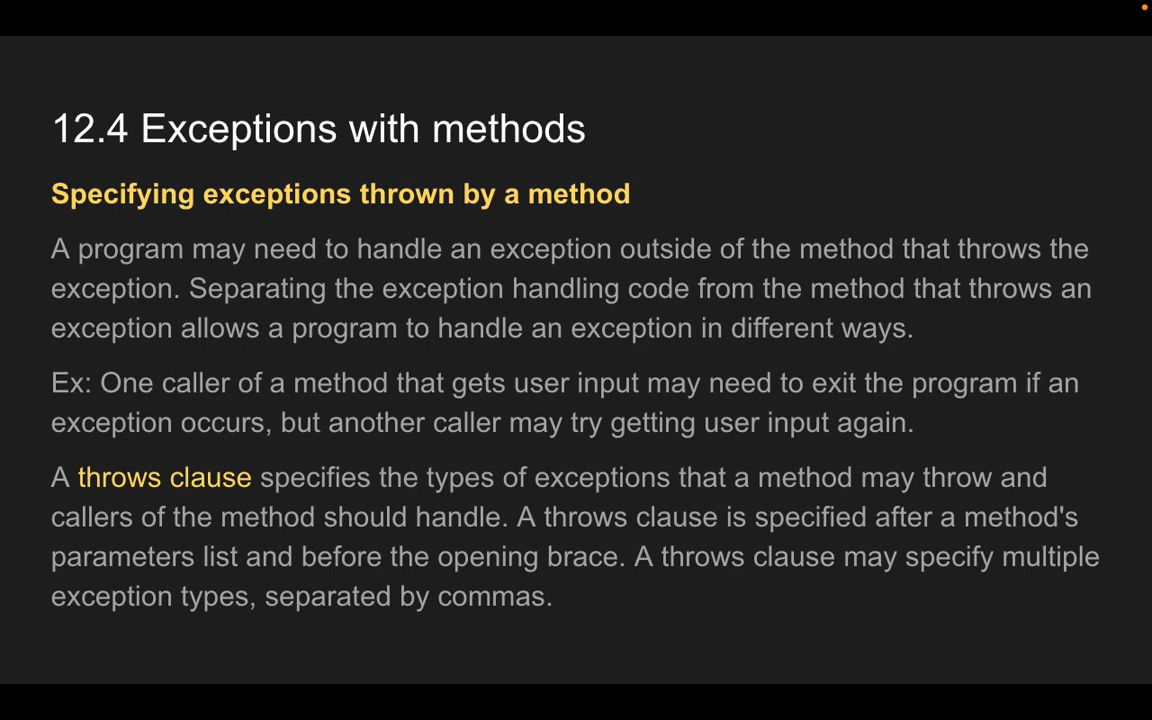 12.4 Exceptions with methods
Specifying exceptions thrown by a method
A program may need to handle an exception outside of the method that throws the
exception. Separating the exception handling code from the method that throws an
exception allows a program to handle an exception in different ways.
Ex: One caller of a method that gets user input may need to exit the program if an
exception occurs, but another caller may try getting user input again.
A throws clause specifies the types of exceptions that a method may throw and
callers of the method should handle. A throws clause is specified after a method's
parameters list and before the opening brace. A throws clause may specify multiple
exception types, separated by commas.